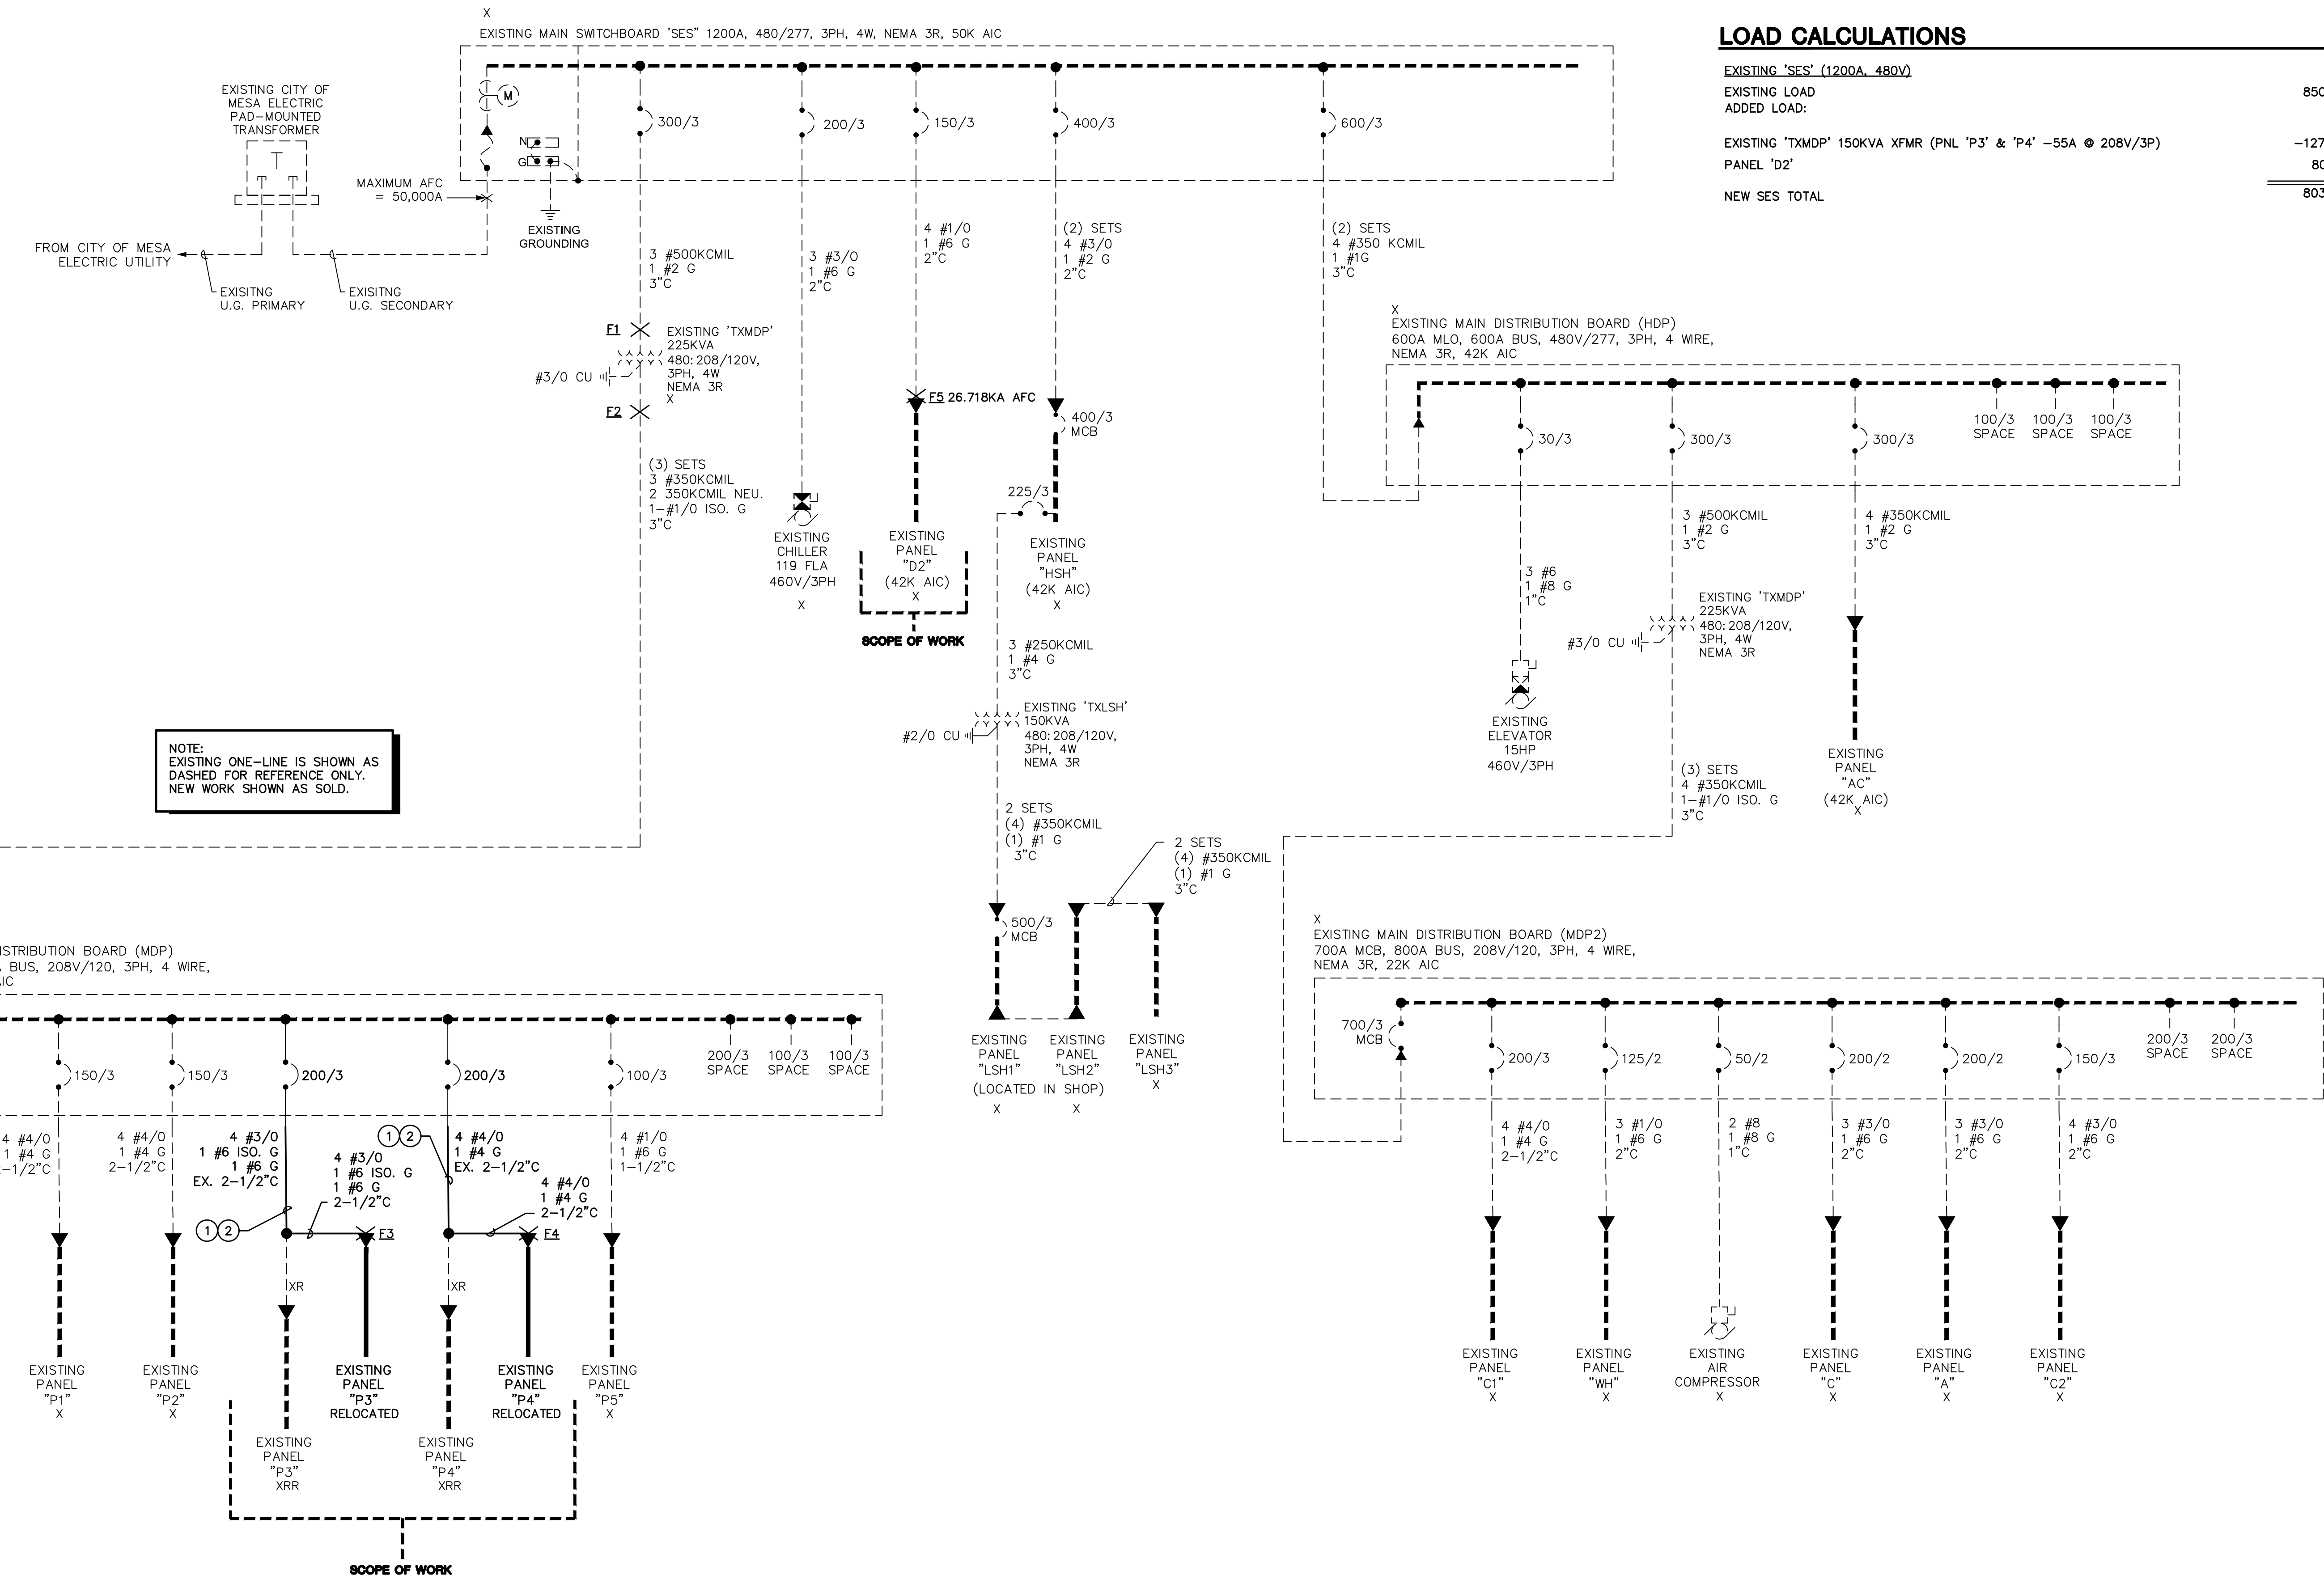 X
EXISTING MAIN SWITCHBOARD 'SES" 1200A, 480/277, 3PH, 4W, NEMA 3R, 50K AIC
EXISTING CITY OF
MESA ELECTRIC
PAD-MOUNTED
TRANSFORMER
M
N
G
MAXIMUM AFC
= 50,000A
EXISTING
GROUNDING
FROM CITY OF MESA
ELECTRIC UTILITY
EXISITNG
U.G. PRIMARY
EXISITNG
U.G. SECONDARY
300/3
200/3
150/3
400/3
600/3
3 #500KCMIL
1 #2 G
3"C
3 #3/0
1 #6 G
2"C
4 #1/0
1 #6 G
2"C
(2) SETS
4 #3/0
1 #2 G
2"C
(2) SETS
4 #350 KCMIL
1 #1G
3"C
LOAD CALCULATIONS
EXISTING 'SES' (1200A, 480V)
EXISTING LOAD 850
ADDED LOAD:
EXISTING 'TXMDP' 150KVA XFMR (PNL 'P3' & 'P4' -55A @ 208V/3P) -127
PANEL 'D2' 80
NEW SES TOTAL 803
F1
EXISTING 'TXMDP'
225KVA
480:208/120V,
3PH, 4W
NEMA 3R
X
#3/0 CU
F2
(3) SETS
3 #350KCMIL
2 350KCMIL NEU.
1-#1/0 ISO. G
3"C
EXISTING
CHILLER
119 FLA
460V/3PH
X
F5 26.718KA AFC
EXISTING
PANEL
"D2"
(42K AIC)
X
SCOPE OF WORK
400/3
MCB
225/3
EXISTING
PANEL
"HSH"
(42K AIC)
X
3 #250KCMIL
1 #4 G
3"C
EXISTING 'TXLSH'
150KVA
480:208/120V,
3PH, 4W
NEMA 3R
#2/0 CU
2 SETS
(4) #350KCMIL
(1) #1 G
3"C
2 SETS
(4) #350KCMIL
(1) #1 G
3"C
500/3
MCB
EXISTING
PANEL
"LSH1"
EXISTING
PANEL
"LSH2"
EXISTING
PANEL
"LSH3"
X
(LOCATED IN SHOP)
X
X
X
EXISTING MAIN DISTRIBUTION BOARD (HDP)
600A MLO, 600A BUS, 480V/277, 3PH, 4 WIRE,
NEMA 3R, 42K AIC
30/3
300/3
300/3
100/3
SPACE
100/3
SPACE
100/3
SPACE
3 #6
1 #8 G
1"C
3 #500KCMIL
1 #2 G
3"C
4 #350KCMIL
1 #2 G
3"C
EXISTING
ELEVATOR
15HP
460V/3PH
EXISTING 'TXMDP'
225KVA
480:208/120V,
3PH, 4W
NEMA 3R
#3/0 CU
(3) SETS
4 #350KCMIL
1-#1/0 ISO. G
3"C
EXISTING
PANEL
"AC"
(42K AIC)
X
NOTE:
EXISTING ONE-LINE IS SHOWN AS
DASHED FOR REFERENCE ONLY.
NEW WORK SHOWN AS SOLD.
ISTRIBUTION BOARD (MDP)
BUS, 208V/120, 3PH, 4 WIRE,
AIC
150/3
150/3
200/3
200/3
100/3
200/3
SPACE
100/3
SPACE
100/3
SPACE
4 #4/0
1 #4 G
-1/2"C
4 #4/0
1 #4 G
2-1/2"C
4 #3/0
1 #6 ISO. G
1 #6 G
EX. 2-1/2"C
4 #3/0
1 #6 ISO. G
1 #6 G
2-1/2"C
1 2
1 2
4 #4/0
1 #4 G
EX. 2-1/2"C
4 #4/0
1 #4 G
2-1/2"C
4 #1/0
1 #6 G
1-1/2"C
F3
F4
XR
XR
EXISTING
PANEL
"P1"
X
EXISTING
PANEL
"P2"
X
EXISTING
PANEL
"P3"
RELOCATED
EXISTING
PANEL
"P4"
RELOCATED
EXISTING
PANEL
"P5"
X
EXISTING
PANEL
"P3"
XRR
EXISTING
PANEL
"P4"
XRR
SCOPE OF WORK
X
EXISTING MAIN DISTRIBUTION BOARD (MDP2)
700A MCB, 800A BUS, 208V/120, 3PH, 4 WIRE,
NEMA 3R, 22K AIC
700/3
MCB
200/3
125/2
50/2
200/2
200/2
150/3
200/3
SPACE
200/3
SPACE
4 #4/0
1 #4 G
2-1/2"C
3 #1/0
1 #6 G
2"C
2 #8
1 #8 G
1"C
3 #3/0
1 #6 G
2"C
3 #3/0
1 #6 G
2"C
4 #3/0
1 #6 G
2"C
EXISTING
PANEL
"C1"
X
EXISTING
PANEL
"WH"
X
EXISTING
AIR
COMPRESSOR
X
EXISTING
PANEL
"C"
X
EXISTING
PANEL
"A"
X
EXISTING
PANEL
"C2"
X